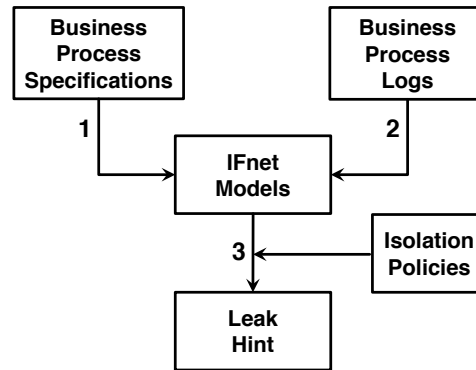 Business
Process
Specifications
Business
Process
Logs
1
2
IFnet
Models
3
Isolation
Policies
Leak
Hint